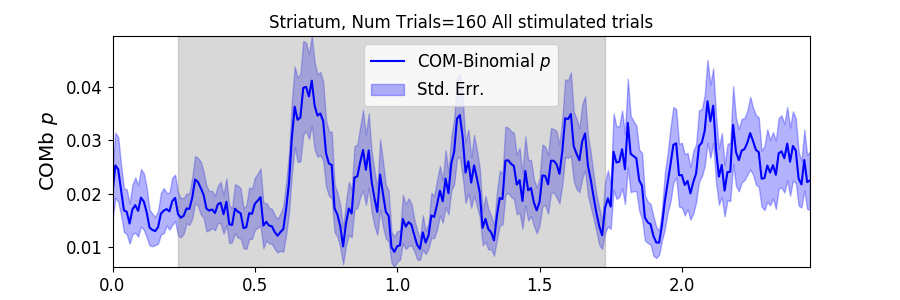 Striatum, Num Trials=160 All stimulated trials
COM-Binomial p
Std. Err.
COMb p
0.04
0.03
0.02
0.01
0.0 0.5 1.0 1.5 2.0